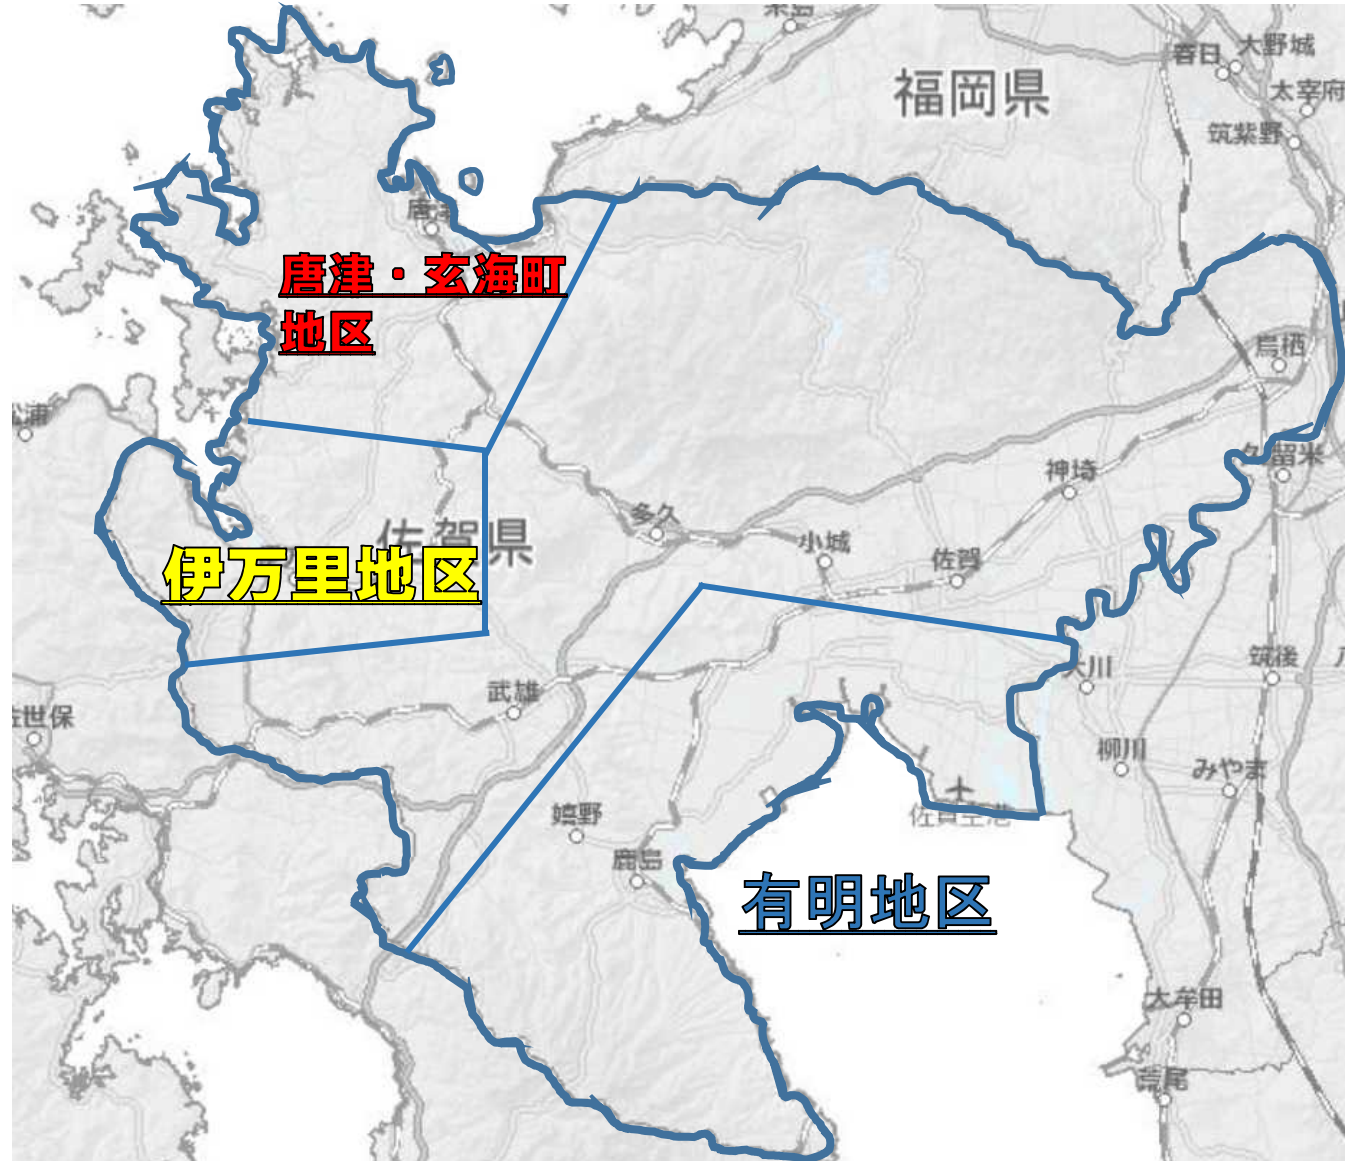 福岡県
春日
大野城
太宰府
筑紫野
唐津・玄海町
地区
鳥栖
久留米
神埼
多久
小城
佐賀
佐賀県
伊万里地区
武雄
大川
筑後
柳川
みやま
佐賀空港
嬉野
鹿島
有明地区
大牟田
荒尾